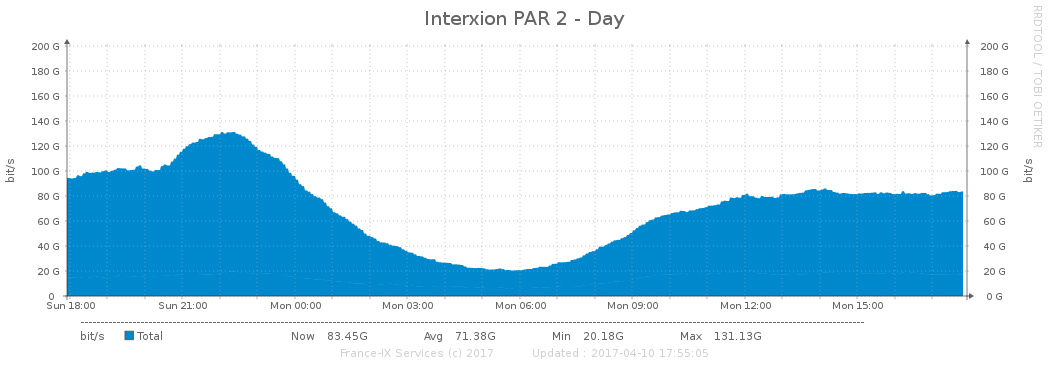 Interxion PAR 2 - Day
RRDTOOL / TOBI OETIKER
bit/s
200 G 200 G
180 G 180 G
160 G 160 G
140 G 140 G
120 G 120 G
100 G 100 G
80 G 80 G
60 G 60 G
40 G 40 G
20 G 20 G
0 0 G
bit/s
Sun 18:00 Sun 21:00 Mon 00:00 Mon 03:00 Mon 06:00 Mon 09:00 Mon 12:00 Mon 15:00
bit/s Total Now 83.45G Avg 71.38G Min 20.18G Max 131.13G
France-IX Services (c) 2017 Updated : 2017-04-10 17:55:05